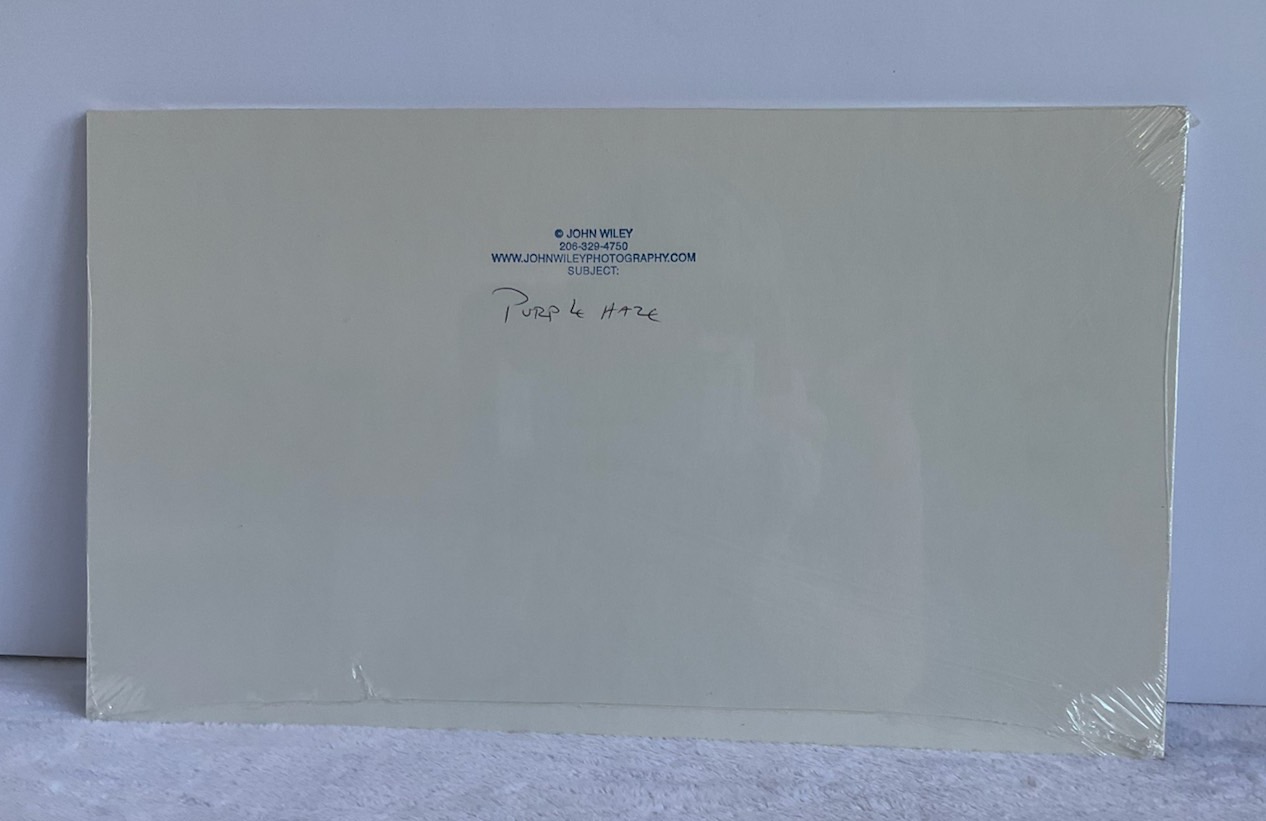 © JOHN WILEY
206-329-4750
WWW.JOHNWILEYPHOTOGRAPHY.COM
SUBJECT:
PURPLE HAZE